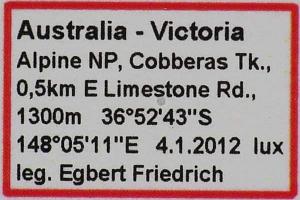 Australia - Victoria
Alpine NP, Cobberas Tk.,
0,5km E Limestone Rd.,
1300m 36°52'43"S
148°05'11"E 4.1.2012 lux
leg. Egbert Friedrich